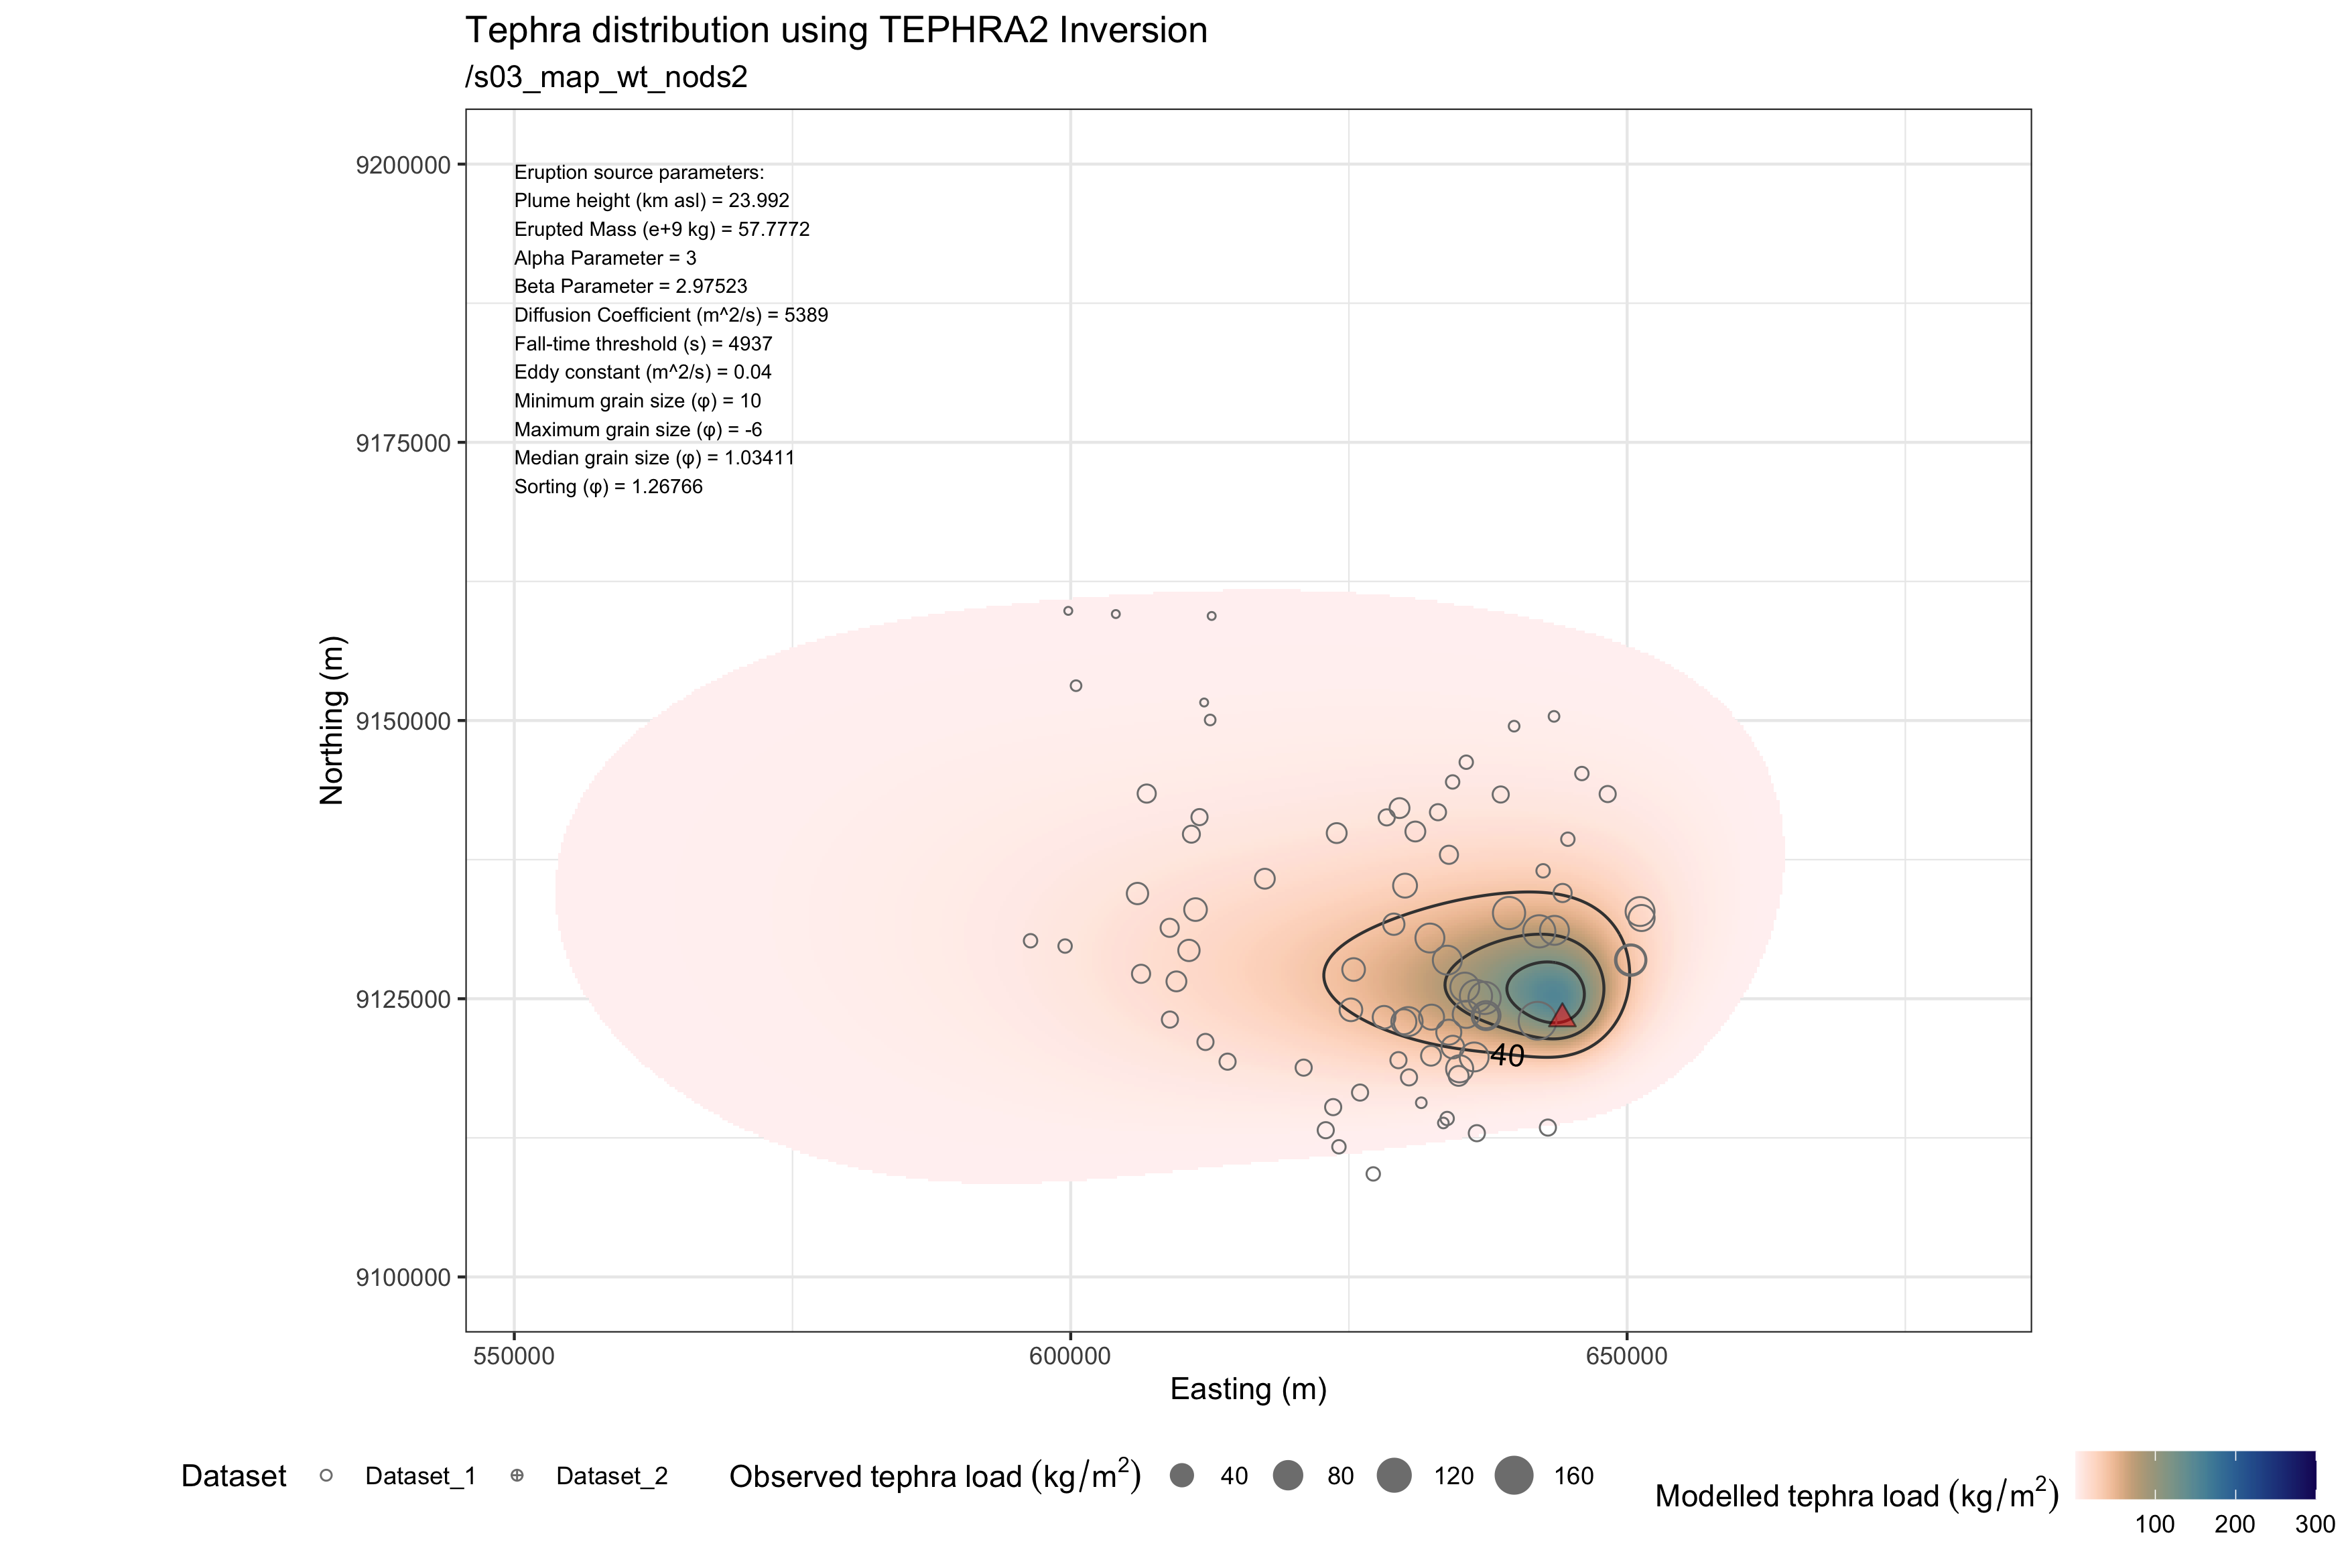 Tephra distribution using TEPHRA2 Inversion
/s03_map_wt_nods2
Eruption source parameters:
Plume height (km asl) = 23.992
Erupted Mass (e+9 kg) = 57.7772
Alpha Parameter = 3
Beta Parameter = 2.97523
Diffusion Coefficient (m^2/s) = 5389
Fall-time threshold (s) = 4937
Eddy constant (m^2/s) = 0.04
Minimum grain size (φ) = 10
Maximum grain size (φ) = -6
Median grain size (φ) = 1.03411
Sorting (φ) = 1.26766
9200000
9175000
9150000
9125000
9100000
Northing (m)
40
550000 600000 650000
Easting (m)
Dataset Dataset_1 Dataset_2 Observed tephra load (kg/m²) 40 80 120 160
Modelled tephra load (kg/m²)
100 200 300